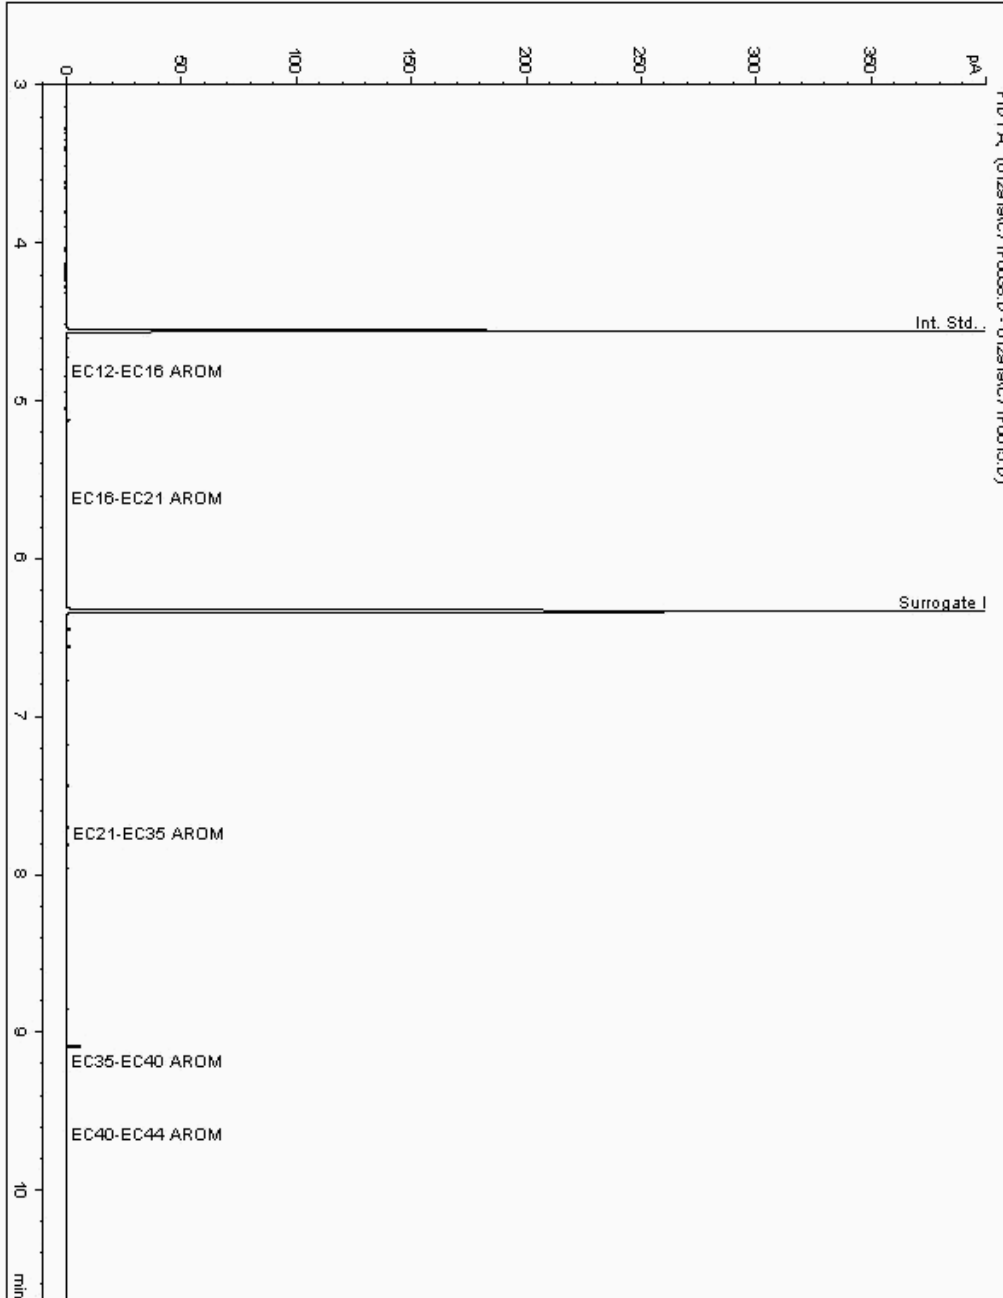 pA
350
300
250
200
150
100
50
0
3
4
5
6
7
8
9
10
min
Int. Std.
EC12-EC16 AROM
EC16-EC21 AROM
Surrogate
EC21-EC35 AROM
EC35-EC40 AROM
EC40-EC44 AROM